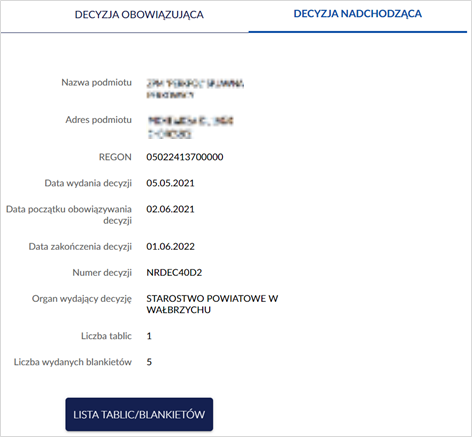 DECYZJA OBOWIĄZUJĄCA
DECYZJA NADCHODZĄCA
Nazwa podmiotu
Adres podmiotu
REGON 05022413700000
Data wydania decyzji 05.05.2021
Data początku obowiązywania 02.06.2021
decyzji
Data zakończenia decyzji 01.06.2022
Numer decyzji NRDEC40D2
Organ wydający decyzję STAROSTWO POWIATOWE W
WAŁBRZYCHU
Liczba tablic 1
Liczba wydanych blankietów 5
LISTA TABLIC/BLANKIETÓW